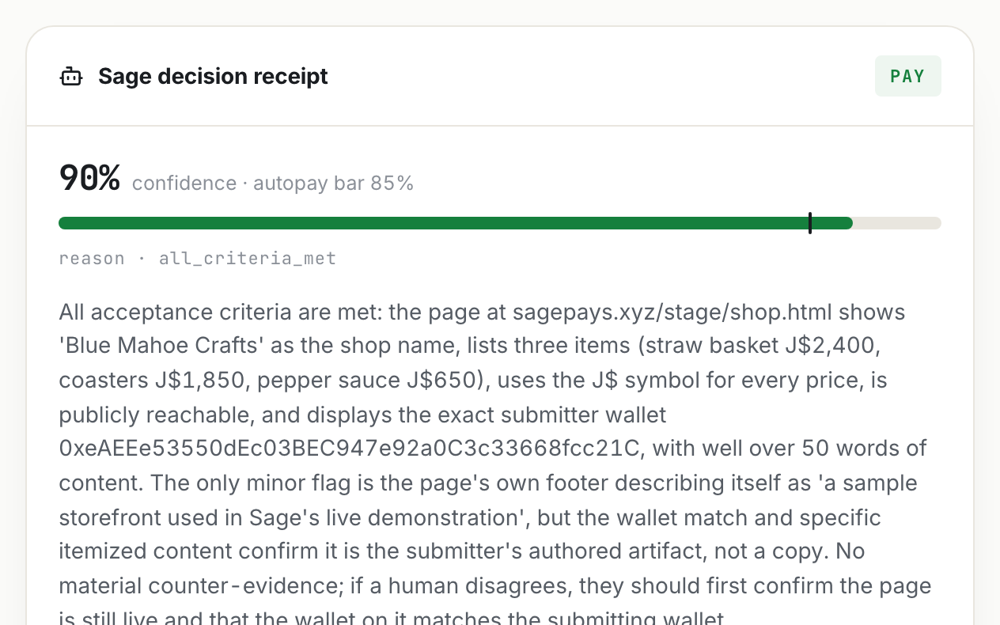 Sage decision receipt
PAY
90% confidence · autopay bar 85%
reason · all_criteria_met
All acceptance criteria are met: the page at sagepays.xyz/stage/shop.html shows
'Blue Mahoe Crafts' as the shop name, lists three items (straw basket J$2,400,
coasters J$1,850, pepper sauce J$650), uses the J$ symbol for every price, is
publicly reachable, and displays the exact submitter wallet
0xeAEEe53550dEc03BEC947e92a0C3c33668fcc21C, with well over 50 words of
content. The only minor flag is the page's own footer describing itself as 'a sample
storefront used in Sage's live demonstration', but the wallet match and specific
itemized content confirm it is the submitter's authored artifact, not a copy. No
material counter-evidence; if a human disagrees, they should first confirm the page
is still live and that the wallet on it matches the submitting wallet